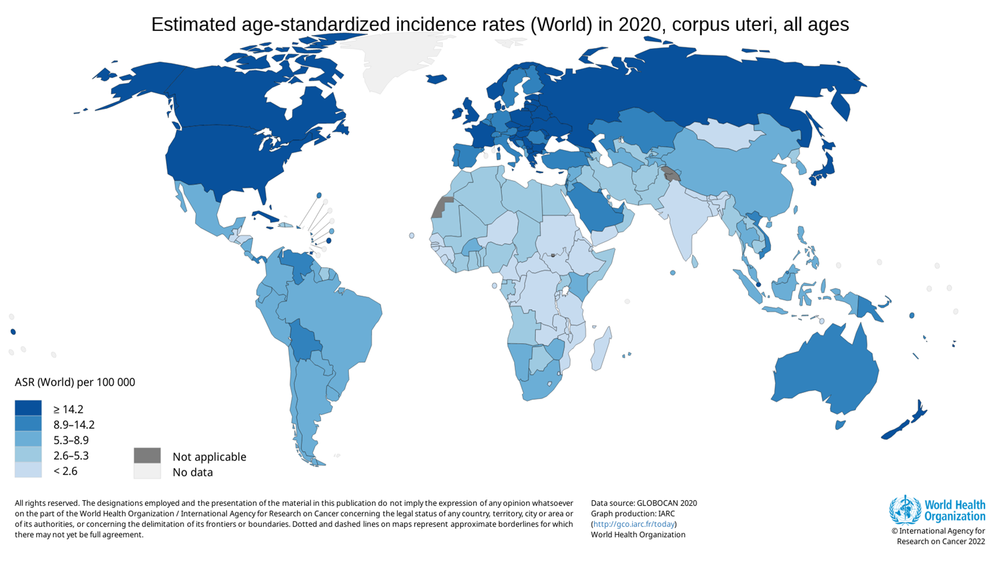 Estimated age-standardized incidence rates (World) in 2020, corpus uteri, all ages
ASR (World) per 100 000
≥ 14.2
8.9–14.2
5.3–8.9
2.6–5.3
< 2.6
Not applicable
No data
All rights reserved. The designations employed and the presentation of the material in this publication do not imply the expression of any opinion whatsoever
on the part of the World Health Organization / International Agency for Research on Cancer concerning the legal status of any country, territory, city or area or
of its authorities, or concerning the delimitation of its frontiers or boundaries. Dotted and dashed lines on maps represent approximate borderlines for which
there may not yet be full agreement.
Data source: GLOBOCAN 2020
Graph production: IARC
(http://gco.iarc.fr/today)
World Health Organization
World Health
Organization
© International Agency for
Research on Cancer 2022